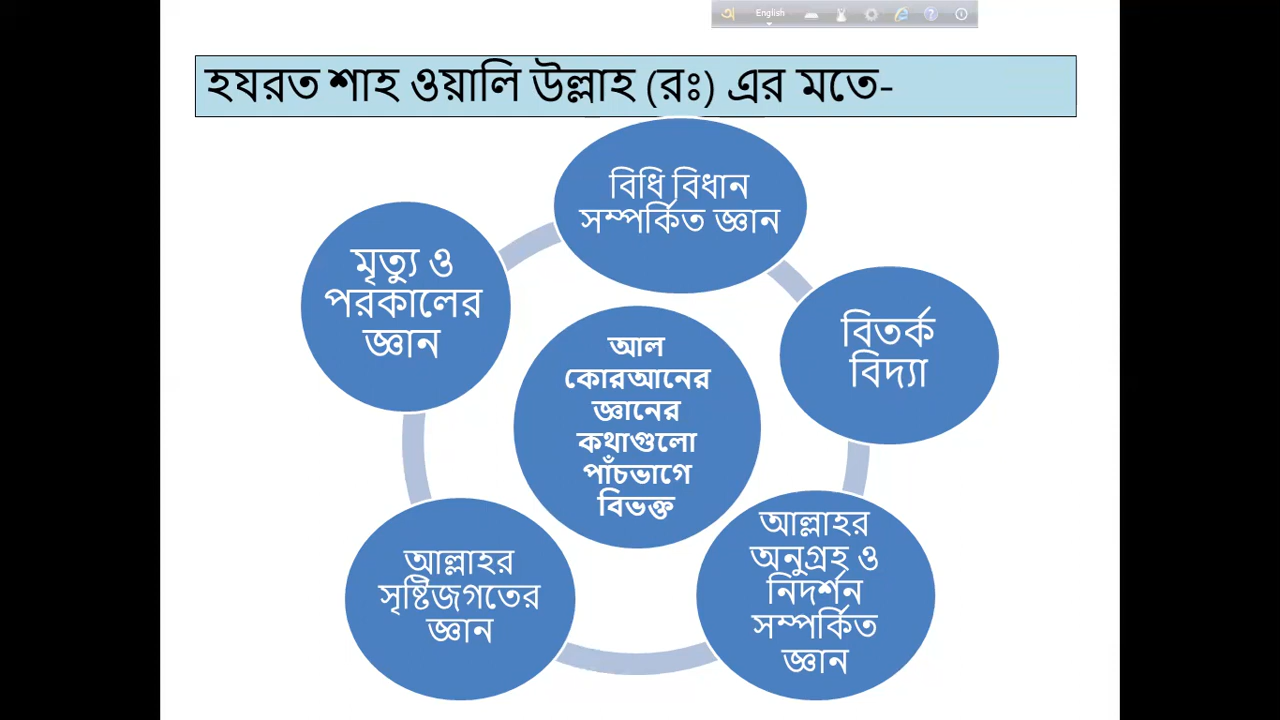 অ English
হযরত শাহ ওয়ালি উল্লাহ (রঃ) এর মতে-
বিধি বিধান
সম্পর্কিত জ্ঞান
বিতর্ক
বিদ্যা
আল্লাহর
অনুগ্রহ ও
নিদর্শন
সম্পর্কিত
জ্ঞান
আল্লাহর
সৃষ্টিজগতের
জ্ঞান
মৃত্যু ও
পরকালের
জ্ঞান
আল
কোরআনের
জ্ঞানের
কথাগুলো
পাঁচভাগে
বিভক্ত